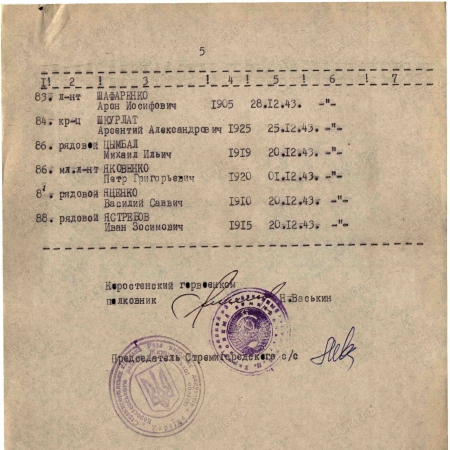 5
1! 2 ! 3 ! 4 ! 5 ! 6 ! 7
83. л-нт ШАФАРЕНКО
Арон Иосифович 1905 28.12.43. -"-
84. кр-ц ШКУРЛАТ
Арсентий Александрович 1925 25.12.43. -"-
86. рядовой ЦЫМБАЛ
Михаил Ильич 1919 20.12.43. -"-
86. мл.л-нт ЯКОВЕНКО
Петр Григорьевич 1920 01.12.43. -"-
8 . рядовой ЯЦЕНКО
Василий Саввич 1910 20.12.43. -"-
88. рядовой ЯСТРЕБОВ
Иван Зосимович 1915 20.12.43. -"-
Коростенский горвоенком
полковник Н.Васькин
Председатель Стремигородского с/с